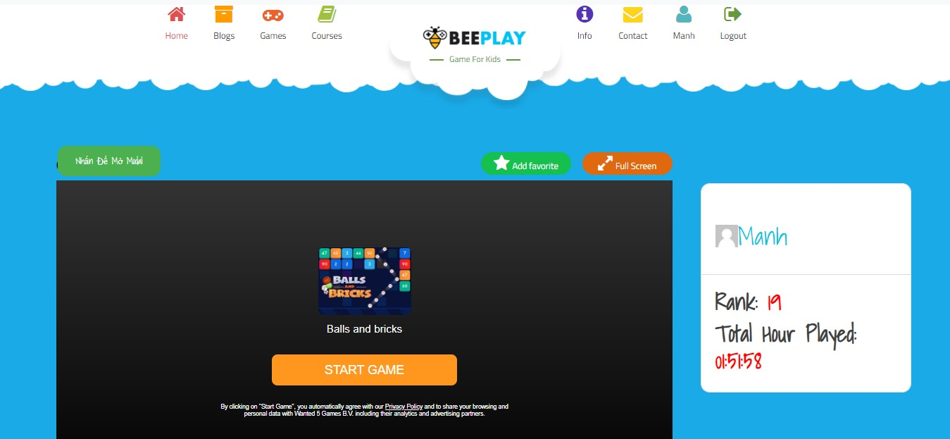 Home Blogs Games Courses
BEEPLAY
Game For Kids
Info Contact Manh Logout
Nhấn Để Mở
Add favorite
Full Screen
BALLS
BRICKS
Balls and bricks
START GAME
By clicking on "Start Game", you automatically agree with our Privacy Policy and to share your browsing and
personal data with Wanted 5 Games B.V. including their analytics and advertising partners.
Manh
Rank: 19
Total Hour Played:
01:51:58